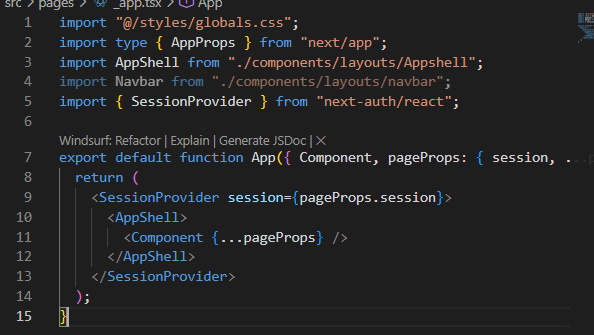 src > pages > _app.tsx > App
1 import "@/styles/globals.css";
2 import type { AppProps } from "next/app";
3 import AppShell from "./components/layouts/Appshell";
4 import Navbar from "./components/layouts/navbar";
5 import { SessionProvider } from "next-auth/react";
6
Windsurf: Refactor | Explain | Generate JSDoc | X
7 export default function App({ Component, pageProps: { session, ...p
8 return (
9 <SessionProvider session={pageProps.session}>
10 <AppShell>
11 <Component {...pageProps} />
12 </AppShell>
13 </SessionProvider>
14 );
15 }